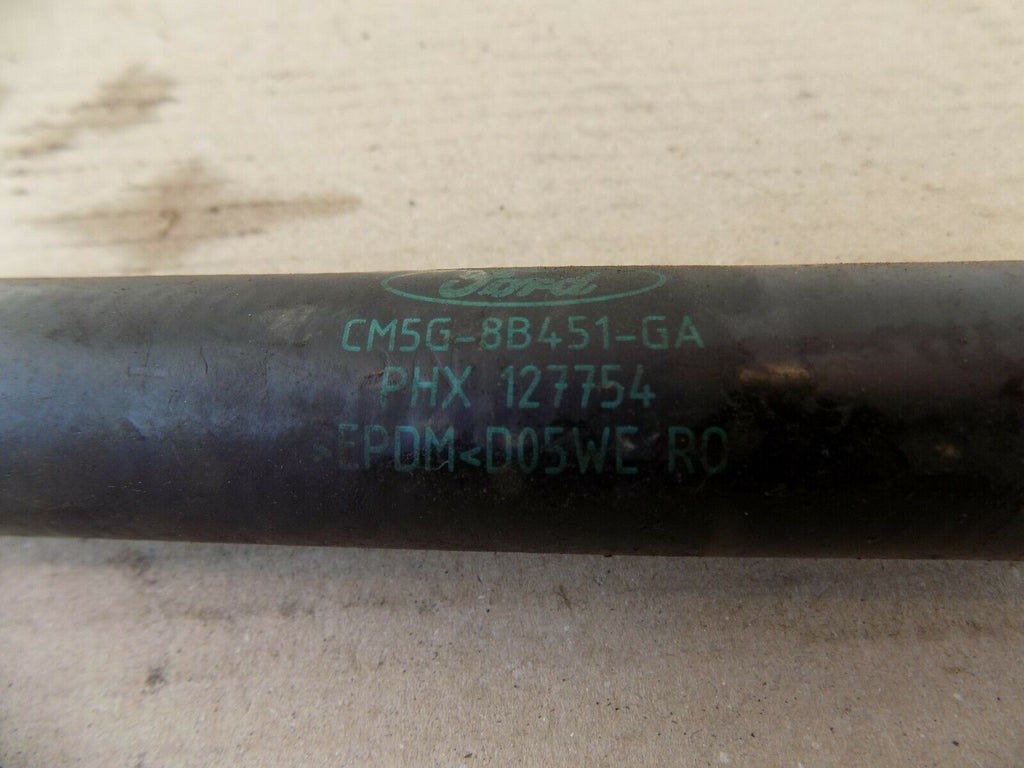 Ford
CM5G-8B451-GA
PHX 127754
>EPDM<D05WE RO